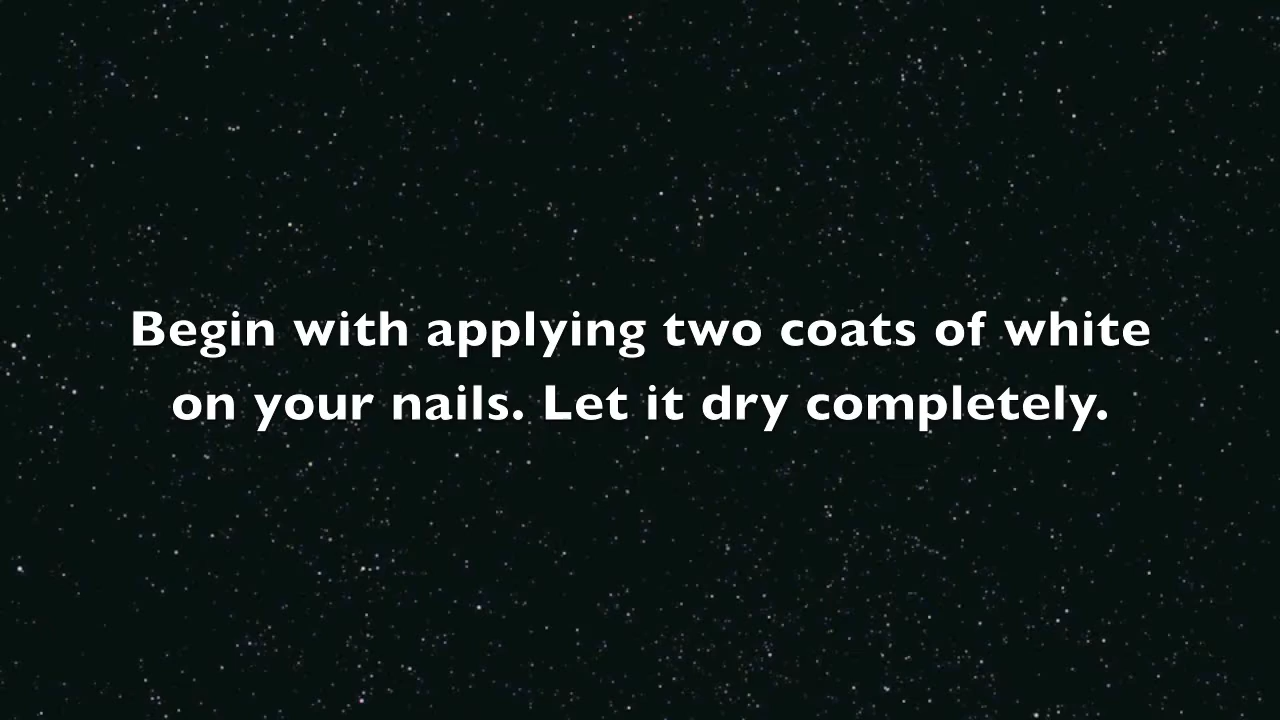 Begin with applying two coats of white
on your nails. Let it dry completely.